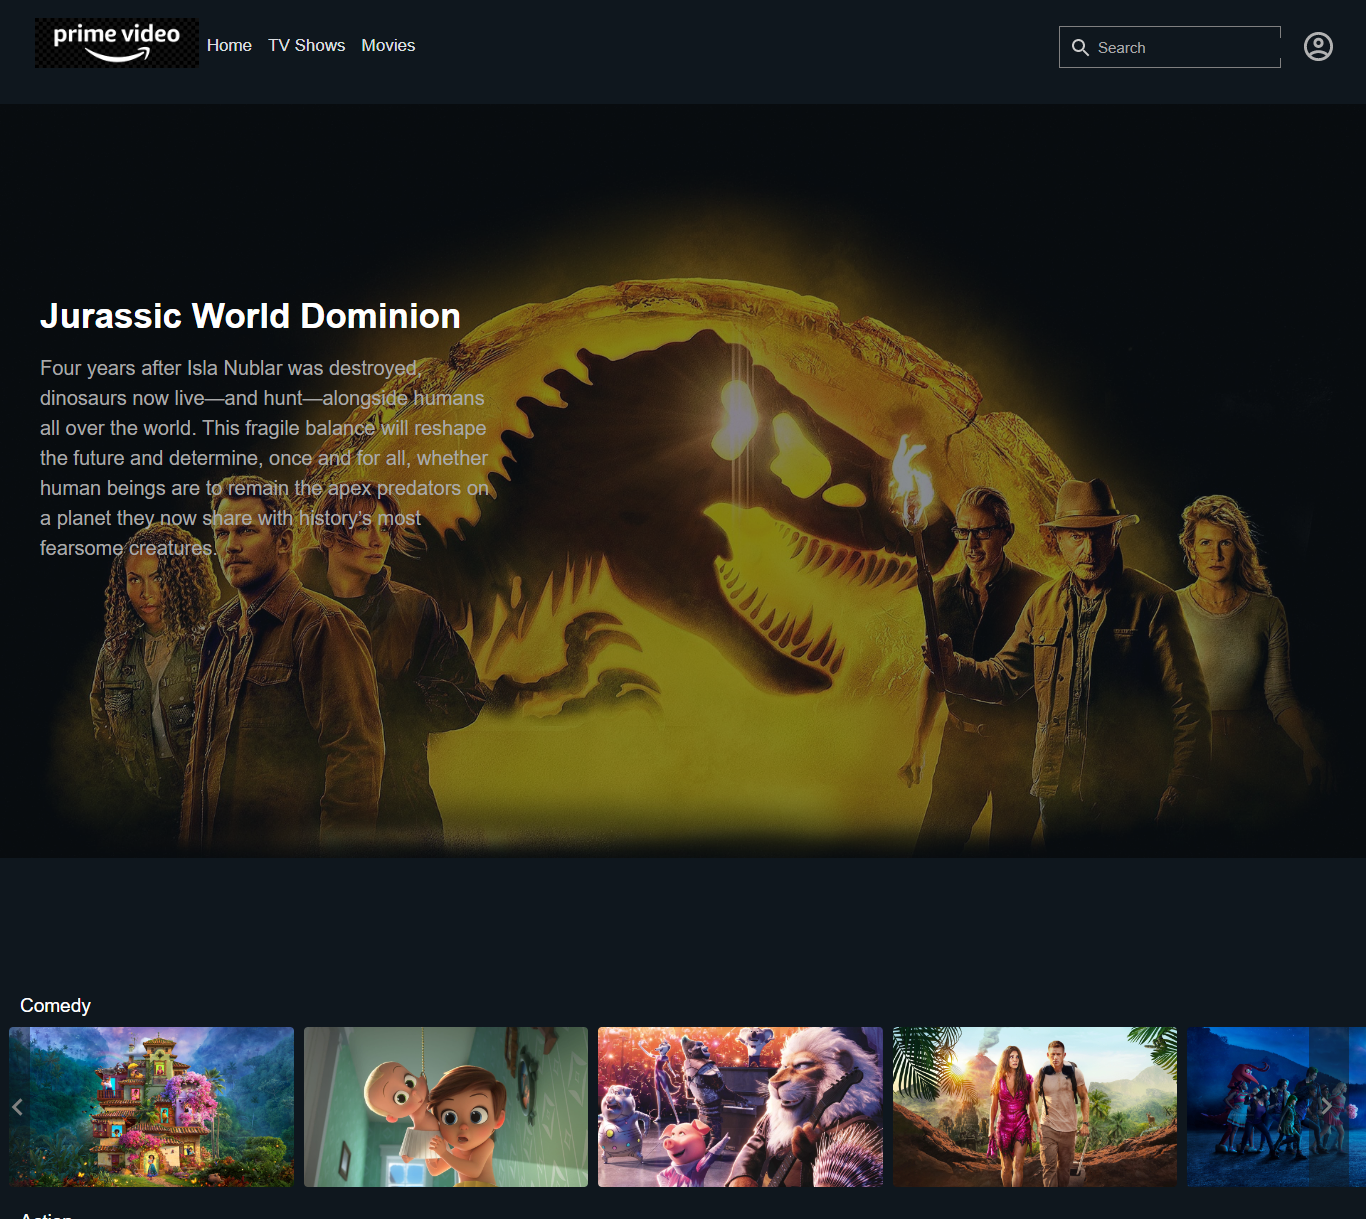 prime video
Home TV Shows Movies
Search
Jurassic World Dominion
Four years after Isla Nublar was destroyed,
dinosaurs now live—and hunt—alongside humans
all over the world. This fragile balance will reshape
the future and determine, once and for all, whether
human beings are to remain the apex predators on
a planet they now share with history’s most
fearsome creatures.
Comedy
Action